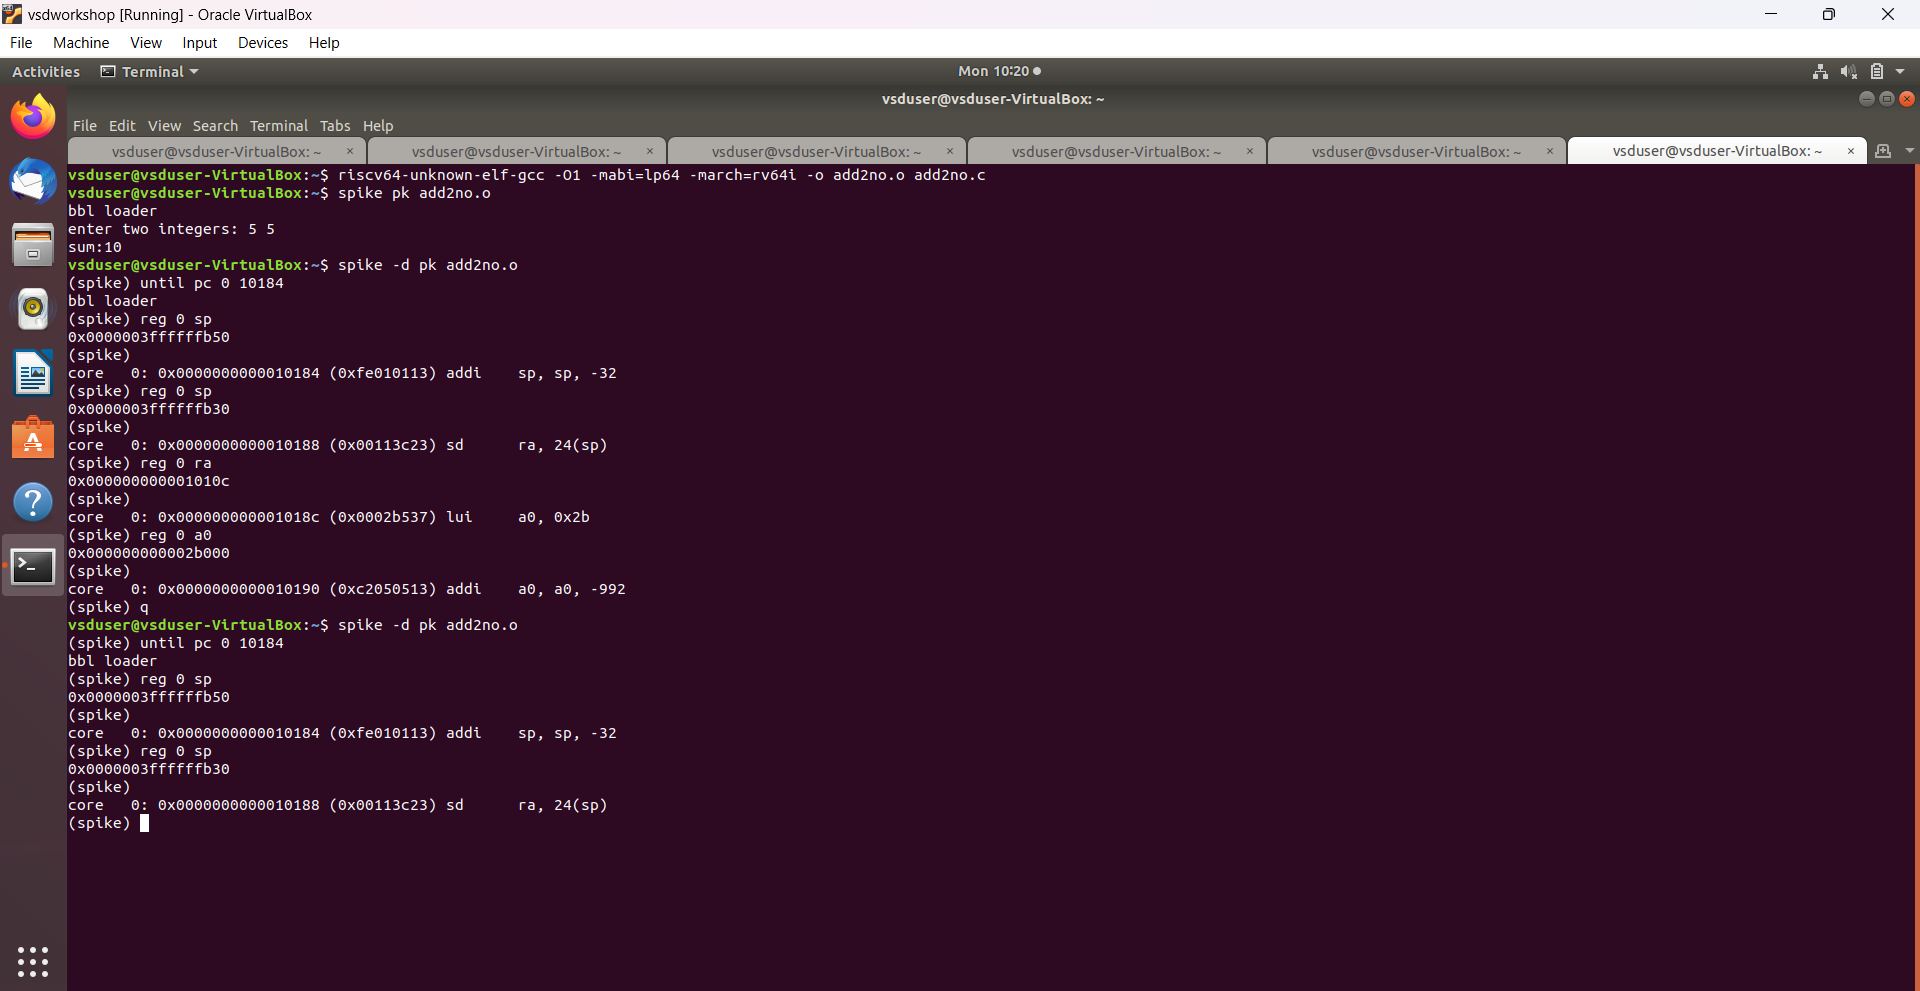 vsdworkshop [Running] - Oracle VirtualBox
File Machine View Input Devices Help
Activities Terminal Mon 10:20
vsduser@vsduser-VirtualBox: ~
File Edit View Search Terminal Tabs Help
vsduser@vsduser-VirtualBox: ~ × vsduser@vsduser-VirtualBox: ~ × vsduser@vsduser-VirtualBox: ~ × vsduser@vsduser-VirtualBox: ~ × vsduser@vsduser-VirtualBox: ~ × vsduser@vsduser-VirtualBox: ~ ×
vsduser@vsduser-VirtualBox:~$ riscv64-unknown-elf-gcc -O1 -mabi=lp64 -march=rv64i -o add2no.o add2no.c
vsduser@vsduser-VirtualBox:~$ spike pk add2no.o
bbl loader
enter two integers: 5 5
sum:10
vsduser@vsduser-VirtualBox:~$ spike -d pk add2no.o
(spike) until pc 0 10184
bbl loader
(spike) reg 0 sp
0x0000003ffffffb50
(spike)
core   0: 0x0000000000010184 (0xfe010113) addi    sp, sp, -32
(spike) reg 0 sp
0x0000003ffffffb30
(spike)
core   0: 0x0000000000010188 (0x00113c23) sd      ra, 24(sp)
(spike) reg 0 ra
0x000000000001010c
(spike)
core   0: 0x000000000001018c (0x0002b537) lui     a0, 0x2b
(spike) reg 0 a0
0x000000000002b000
(spike)
core   0: 0x0000000000010190 (0xc2050513) addi    a0, a0, -992
(spike) q
vsduser@vsduser-VirtualBox:~$ spike -d pk add2no.o
(spike) until pc 0 10184
bbl loader
(spike) reg 0 sp
0x0000003ffffffb50
(spike)
core   0: 0x0000000000010184 (0xfe010113) addi    sp, sp, -32
(spike) reg 0 sp
0x0000003ffffffb30
(spike)
core   0: 0x0000000000010188 (0x00113c23) sd      ra, 24(sp)
(spike)